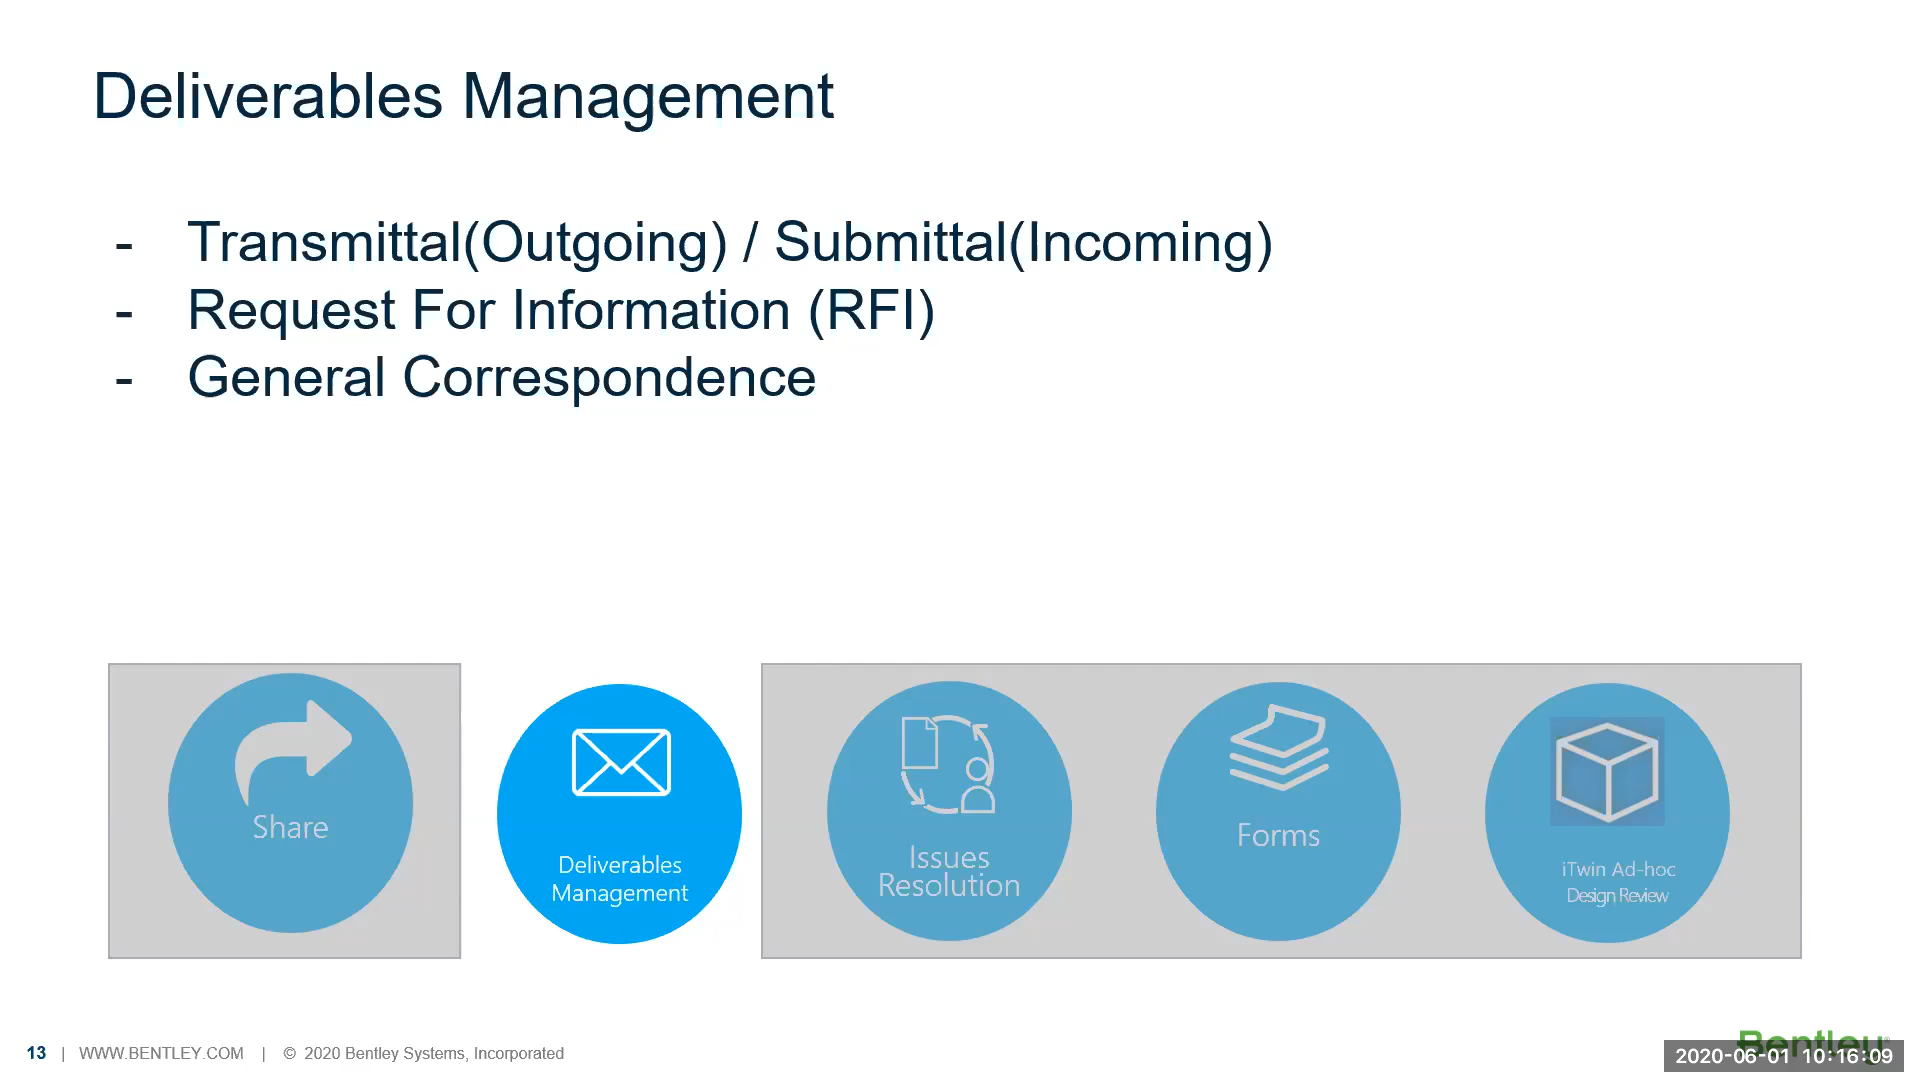 Deliverables Management
- Transmittal(Outgoing) / Submittal(Incoming)
- Request For Information (RFI)
- General Correspondence
Share
Deliverables
Management
Issues
Resolution
Forms
iTwin Ad-hoc
Design Review
13 | WWW.BENTLEY.COM | © 2020 Bentley Systems, Incorporated
Bentley
2020-06-01 10:16:09